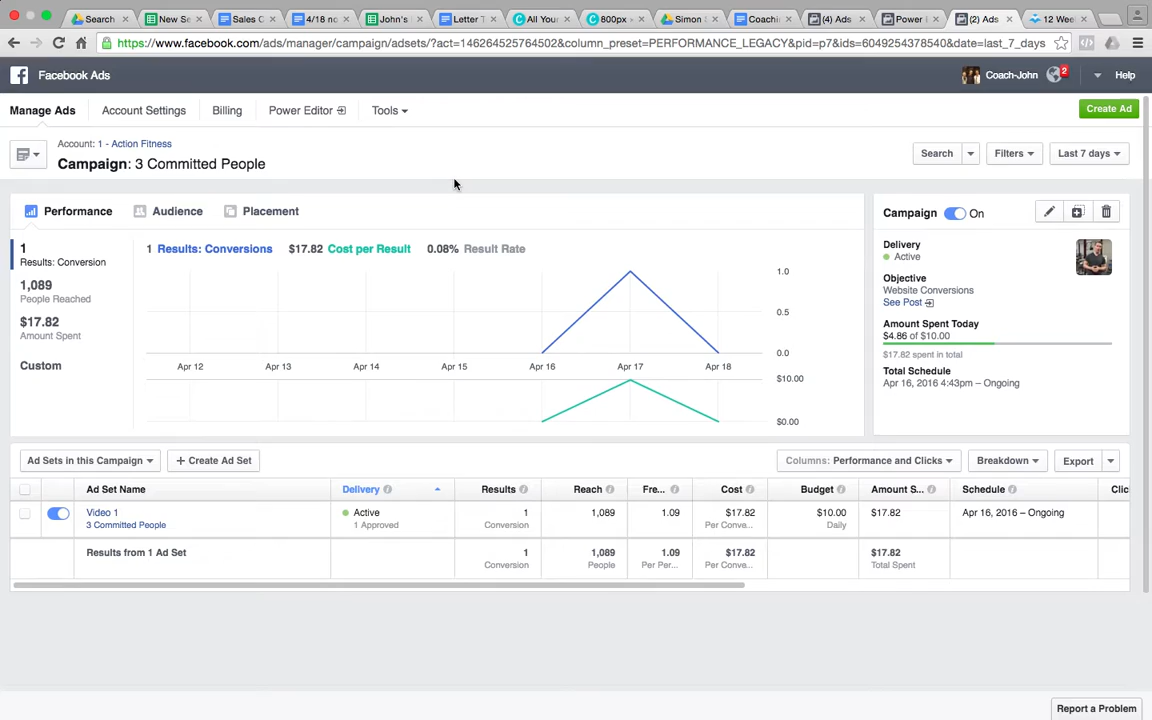 Search
New Se
Sales C
4/18 no
John's
Letter T
All Your
800px
Simon
Coachin
(4) Ads
Power
(2) Ads
12 Wee
https://www.facebook.com/ads/manager/campaign/adsets/?act=146264525764502&column_preset=PERFORMANCE_LEGACY&pid=p7&ids=6049254378540&date=last_7_days
Facebook Ads
Coach-John
2
Help
Manage Ads
Account Settings
Billing
Power Editor
Tools
Create Ad
Account: 1 - Action Fitness
Campaign: 3 Committed People
Search
Filters
Last 7 days
Performance
Audience
Placement
1
Results: Conversion
1,089
People Reached
$17.82
Amount Spent
Custom
1 Results: Conversions $17.82 Cost per Result 0.08% Result Rate
1.0
0.5
0.0
Apr 12 Apr 13 Apr 14 Apr 15 Apr 16 Apr 17 Apr 18
$10.00
$0.00
Campaign On
Delivery
Active
Objective
Website Conversions
See Post
Amount Spent Today
$4.86 of $10.00
$17.82 spent in total
Total Schedule
Apr 16, 2016 4:43pm – Ongoing
Ad Sets in this Campaign
+ Create Ad Set
Columns: Performance and Clicks
Breakdown
Export
Ad Set Name Delivery Results Reach Fre... Cost Budget Amount S... Schedule Clic
Video 1 Active 1 1,089 1.09 $17.82 $10.00 $17.82 Apr 16, 2016 – Ongoing
3 Committed People 1 Approved Conversion Per Conve... Daily
Results from 1 Ad Set 1 1,089 1.09 $17.82 $17.82
Conversion People Per Per... Per Conve... Total Spent
Report a Problem